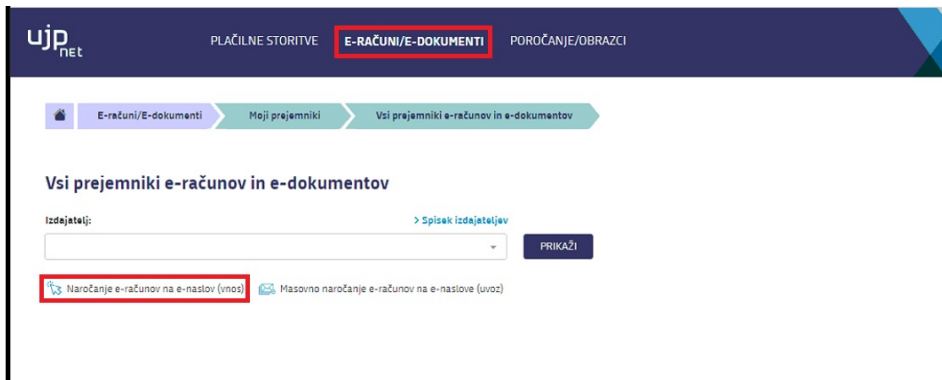 ujp
net
PLAČILNE STORITVE E-RAČUNI/E-DOKUMENTI POROČANJE/OBRAZCI
E-računi/E-dokumenti Moji prejemniki Vsi prejemniki e-računov in e-dokumentov
Vsi prejemniki e-računov in e-dokumentov
Izdajatelj: > Spisek izdajateljev
PRIKAŽI
Naročanje e-računov na e-naslov (vnos) Masovno naročanje e-računov na e-naslove (uvoz)